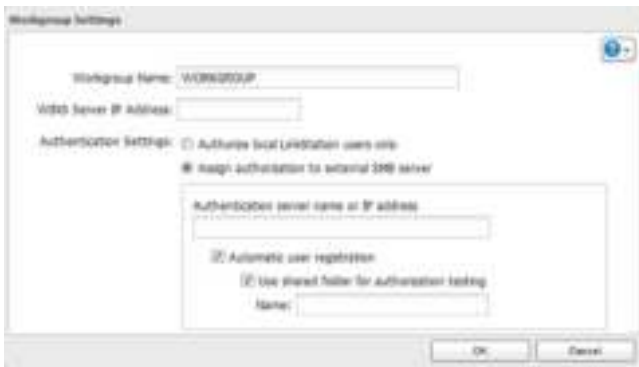 Workgroup Settings
Workgroup Name: WORKGROUP
WINS Server IP Address:
Authentication Settings: Authorize local LinkStation users only
Assign authorization to external SMB server
Authentication server name or IP address
Automatic user registration
Use shared folder for authorization testing
Name:
OK Cancel